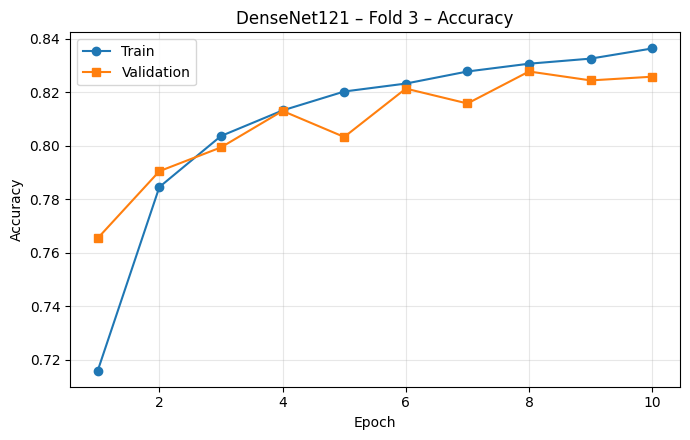 DenseNet121 – Fold 3 – Accuracy
Train
Validation
Accuracy
0.84
0.82
0.80
0.78
0.76
0.74
0.72
2 4 6 8 10
Epoch